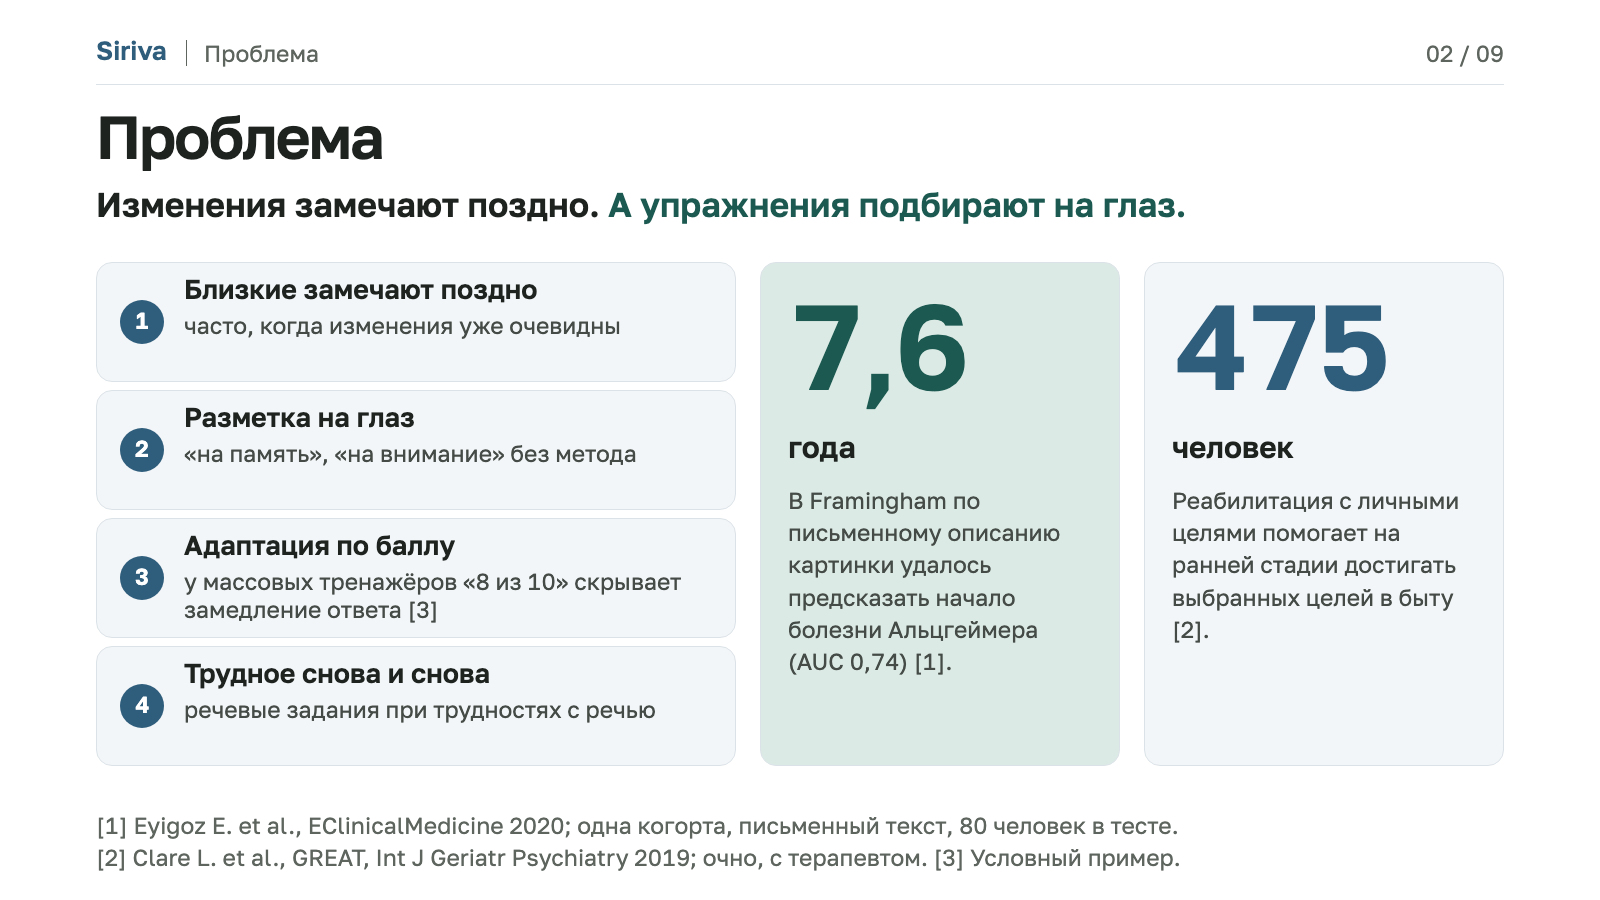 Siriva | Проблема
02 / 09
Проблема
Изменения замечают поздно. А упражнения подбирают на глаз.
1
Близкие замечают поздно
часто, когда изменения уже очевидны
2
Разметка на глаз
«на память», «на внимание» без метода
3
Адаптация по баллу
у массовых тренажёров «8 из 10» скрывает
замедление ответа [3]
4
Трудное снова и снова
речевые задания при трудностях с речью
7,6
года
В Framingham по
письменному описанию
картинки удалось
предсказать начало
болезни Альцгеймера
(AUC 0,74) [1].
475
человек
Реабилитация с личными
целями помогает на
ранней стадии достигать
выбранных целей в быту
[2].
[1] Eyigoz E. et al., EClinicalMedicine 2020; одна когорта, письменный текст, 80 человек в тесте.
[2] Clare L. et al., GREAT, Int J Geriatr Psychiatry 2019; очно, с терапевтом. [3] Условный пример.